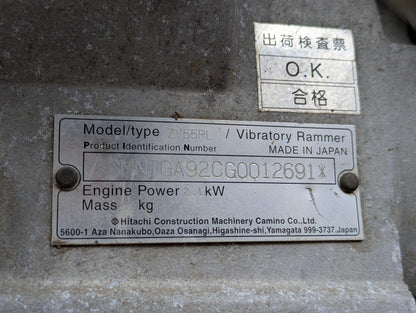 出荷検査票
O.K.
合格
Model/type ZV55RL / Vibratory Rammer
Product Identification Number MADE IN JAPAN
Engine Power kW
Mass kg
©Hitachi Construction Machinery Camino Co.,Ltd.
5600-1 Aza Nanakubo,Oaza Osanagi,Higashine-shi,Yamagata 999-3737,Japan